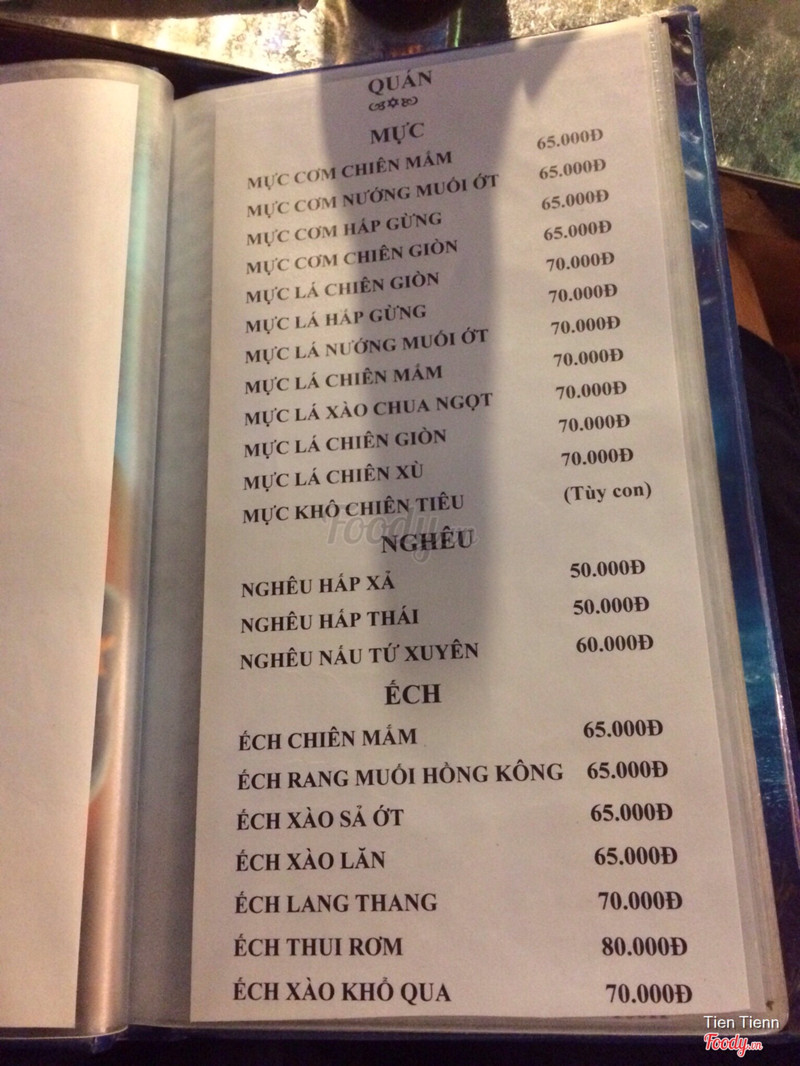 QUÁN
MỰC
MỰC CƠM CHIÊN MẮM 65.000Đ
MỰC CƠM NƯỚNG MUỐI ỚT 65.000Đ
MỰC CƠM HẤP GỪNG 65.000Đ
MỰC CƠM CHIÊN GIÒN 65.000Đ
MỰC LÁ CHIÊN GIÒN 70.000Đ
MỰC LÁ HẤP GỪNG 70.000Đ
MỰC LÁ NƯỚNG MUỐI ỚT 70.000Đ
MỰC LÁ CHIÊN MẮM 70.000Đ
MỰC LÁ XÀO CHUA NGỌT 70.000Đ
MỰC LÁ CHIÊN GIÒN 70.000Đ
MỰC LÁ CHIÊN XÙ 70.000Đ
MỰC KHÔ CHIÊN TIÊU (Tùy con)
Foody.vn
NGHÊU
NGHÊU HẤP XẢ 50.000Đ
NGHÊU HẤP THÁI 50.000Đ
NGHÊU NẤU TỨ XUYÊN 60.000Đ
ẾCH
ẾCH CHIÊN MẮM 65.000Đ
ẾCH RANG MUỐI HỒNG KÔNG 65.000Đ
ẾCH XÀO SẢ ỚT 65.000Đ
ẾCH XÀO LĂN 65.000Đ
ẾCH LANG THANG 70.000Đ
ẾCH THUI RƠM 80.000Đ
ẾCH XÀO KHỔ QUA 70.000Đ
Tien Tienn
Foody.vn